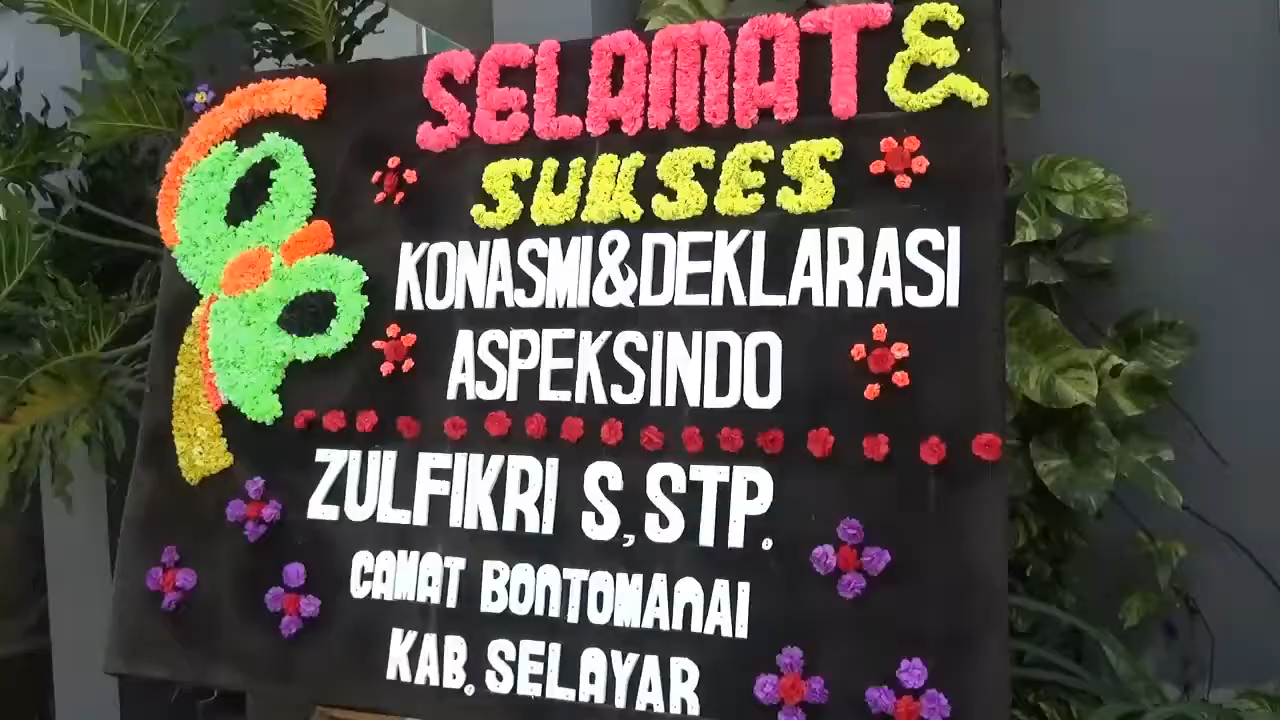 SELAMAT &
SUKSES
KONASMI&DEKLARASI
ASPEKSINDO
ZULFIKRI S, STP.
CAMAT BONTOMANAI
KAB. SELAYAR